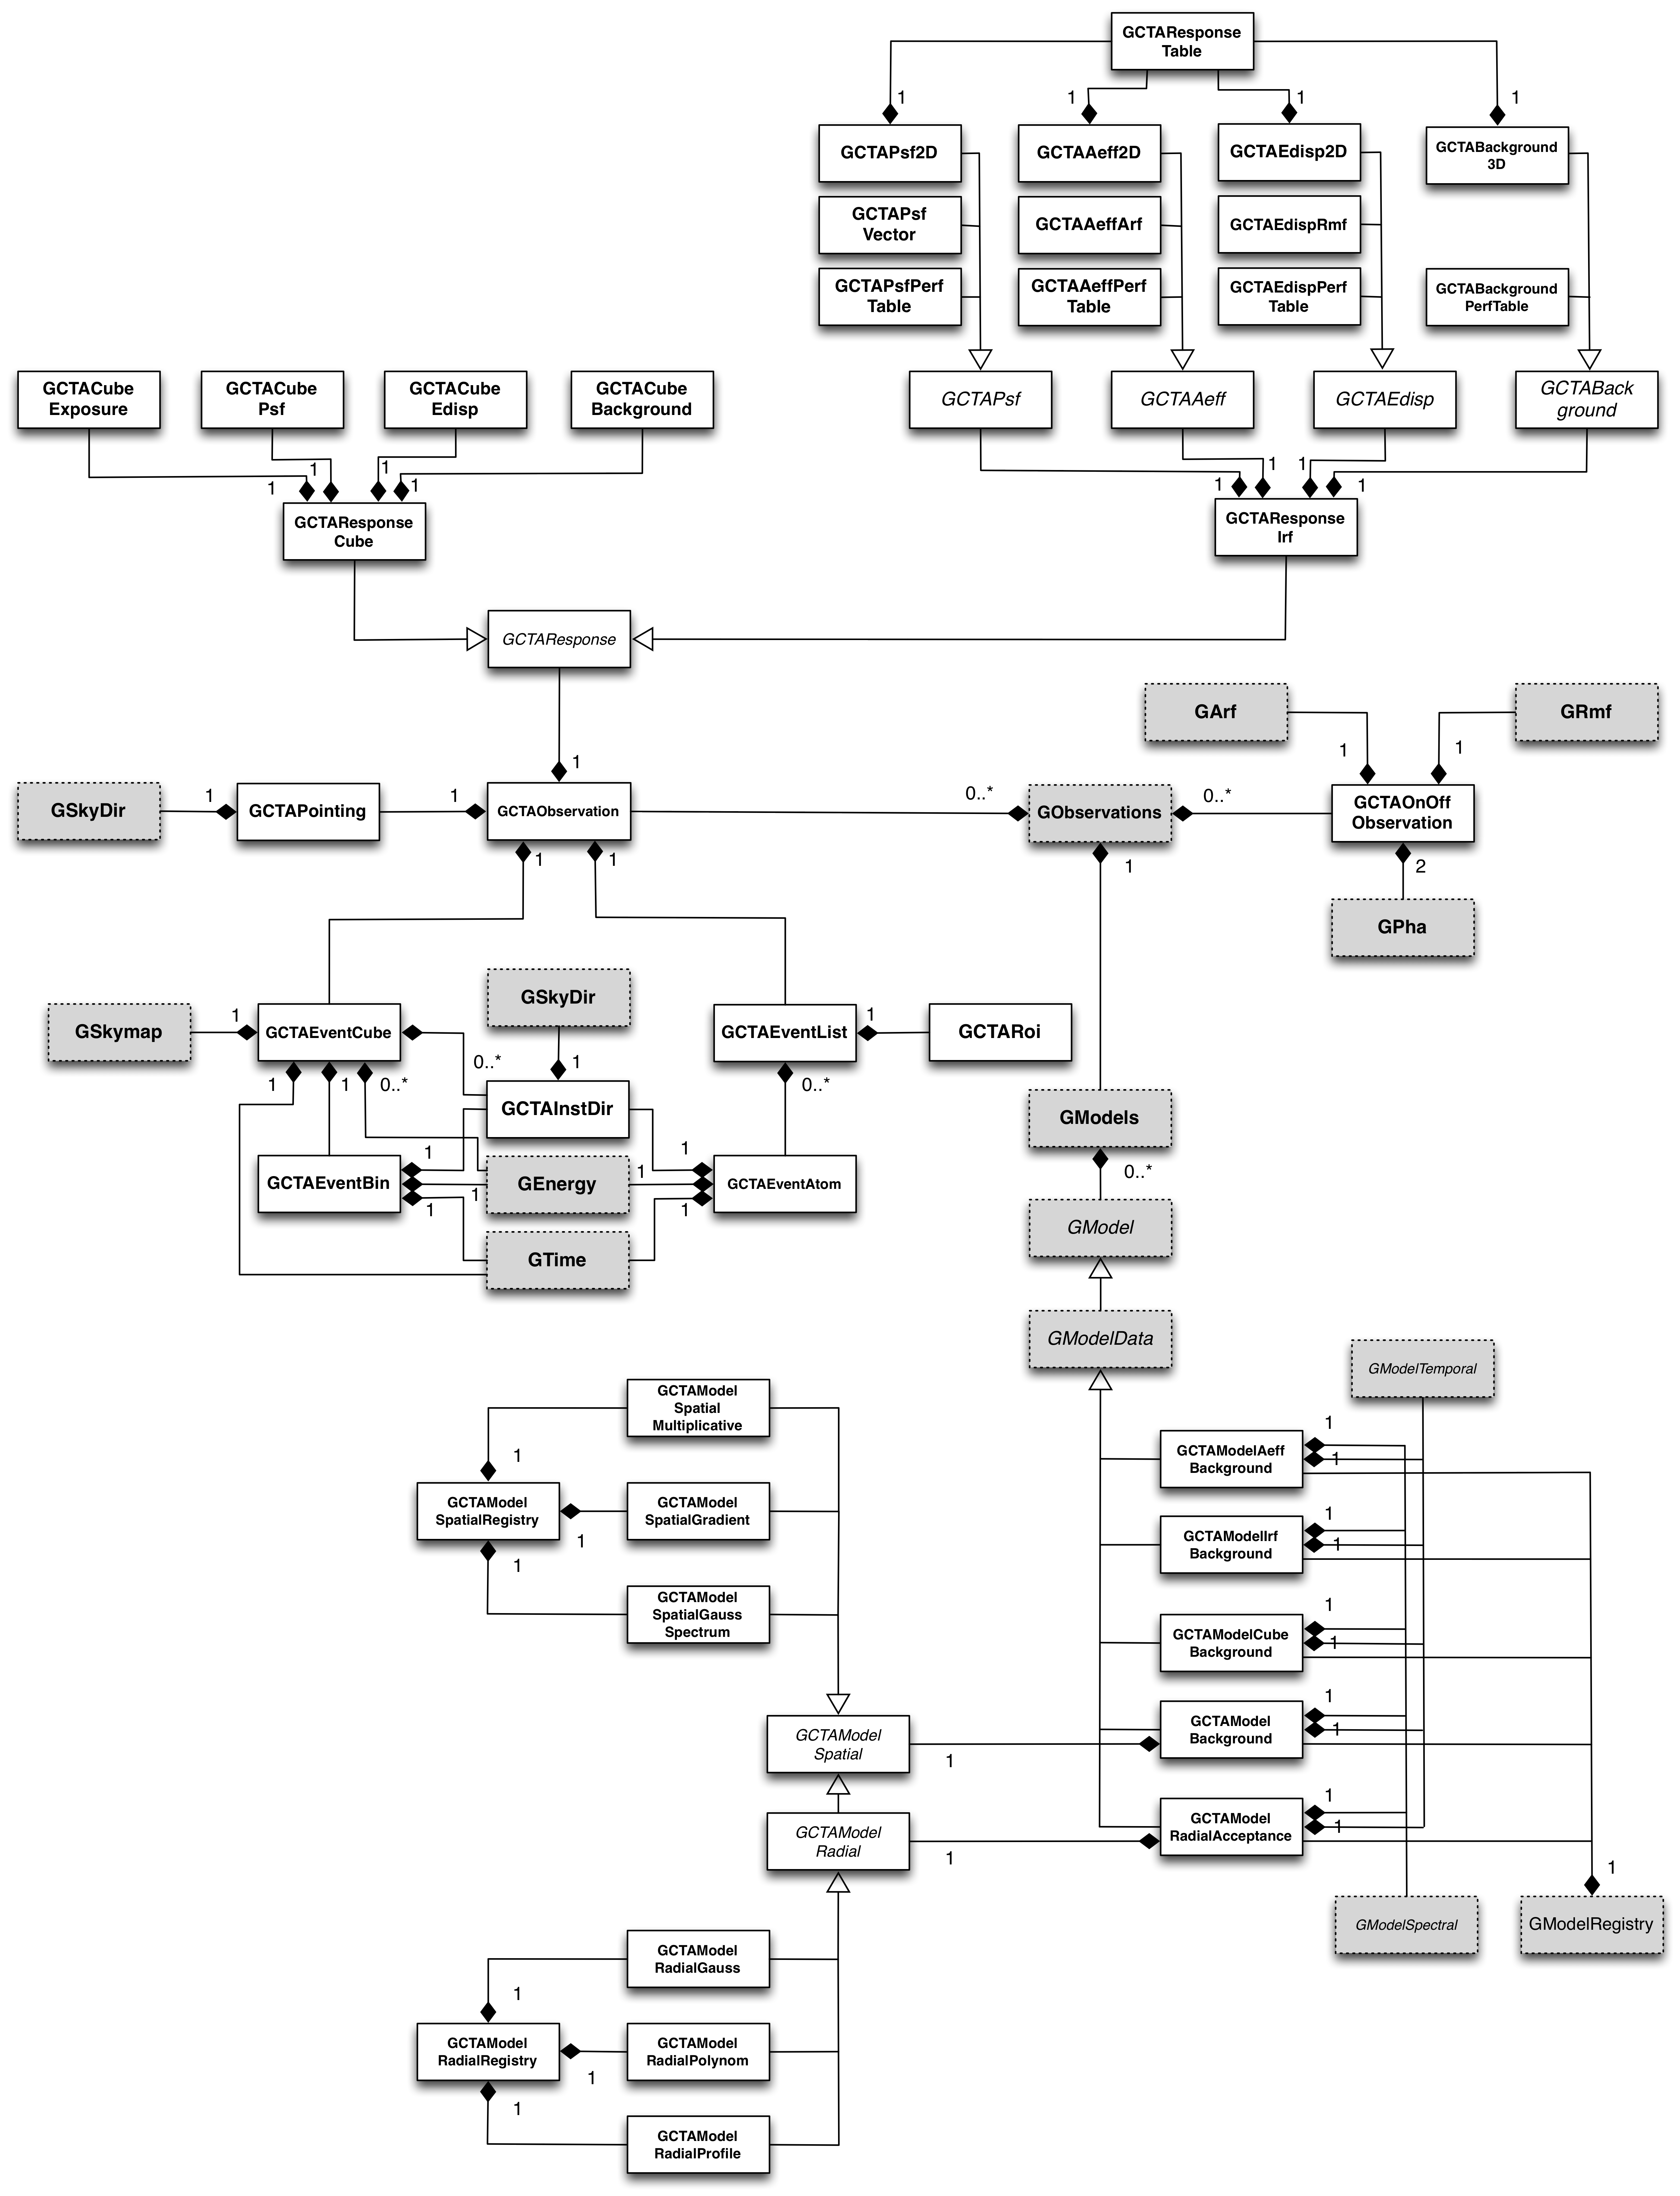 GCTAResponse
Table
1
1
1
1
GCTAPsf2D
GCTAAeff2D
GCTAEdisp2D
GCTABackground
3D
GCTAPsf
Vector
GCTAAeffArf
GCTAEdispRmf
GCTAPsfPerf
Table
GCTAAeffPerf
Table
GCTAEdispPerf
Table
GCTABackground
PerfTable
GCTACube
Exposure
GCTACube
Psf
GCTACube
Edisp
GCTACube
Background
GCTAPsf
GCTAAeff
GCTAEdisp
GCTABack
ground
1
1
1
1
1
1
1
1
GCTAResponse
Cube
GCTAResponse
Irf
GCTAResponse
GArf
GRmf
1
1
1
GSkyDir
1
GCTAPointing
1
GCTAObservation
0..*
GObservations
0..*
GCTAOnOff
Observation
1
1
1
2
GPha
GSkyDir
GSkymap
1
GCTAEventCube
GCTAEventList
1
GCTARoi
0..*
1
1
1
0..*
0..*
GCTAInstDir
GModels
1
1
GCTAEventBin
1
GEnergy
1
GCTAEventAtom
1
1
0..*
GModel
GTime
GModelData
GModelTemporal
GCTAModel
Spatial
Multiplicative
1
1
GCTAModelAeff
Background
1
GCTAModel
SpatialRegistry
GCTAModel
SpatialGradient
1
1
GCTAModelIrf
Background
1
1
GCTAModel
SpatialGauss
Spectrum
1
GCTAModelCube
Background
1
1
GCTAModel
Spatial
1
GCTAModel
Background
1
1
GCTAModel
Radial
1
GCTAModel
RadialAcceptance
1
1
GModelSpectral
GModelRegistry
GCTAModel
RadialGauss
1
GCTAModel
RadialRegistry
GCTAModel
RadialPolynom
1
1
GCTAModel
RadialProfile